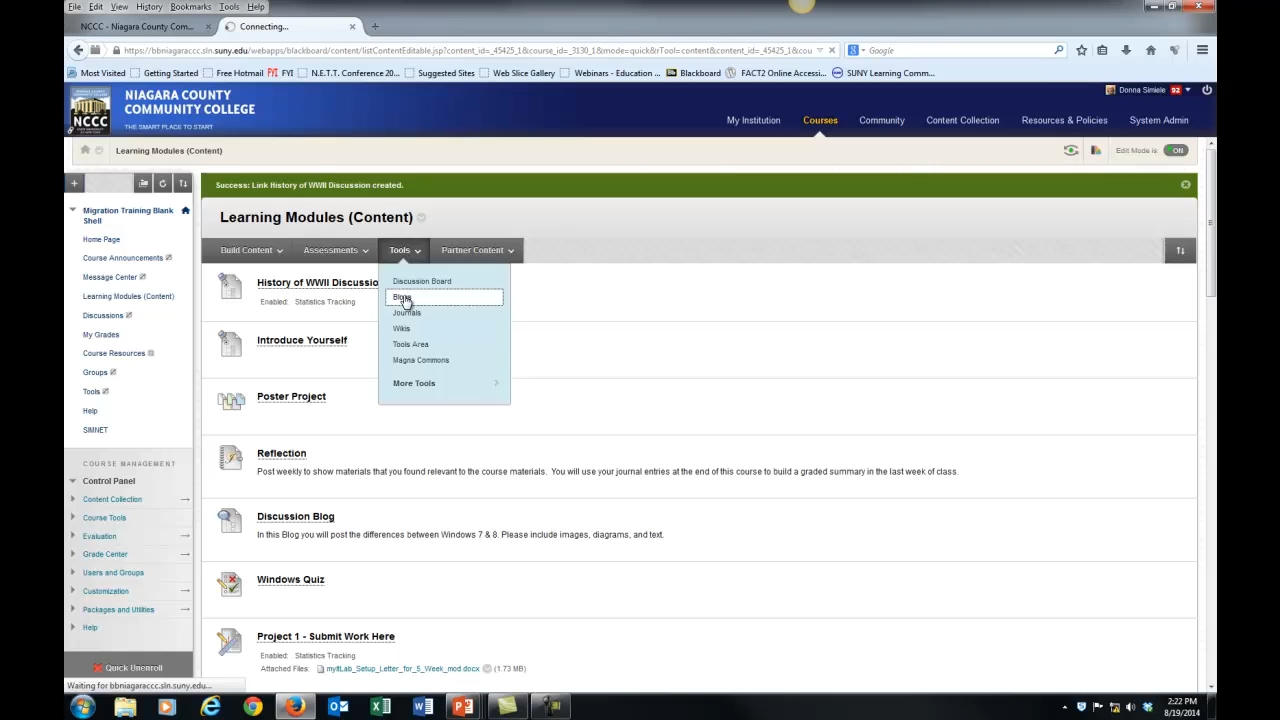 File Edit View History Bookmarks Tools Help
NCCC - Niagara County Com... × Connecting... × +
https://bbniagaraccc.sln.suny.edu/webapps/blackboard/content/listContentEditable.jsp?content_id=_45425_1&course_id=_3130_1&mode=quick&rTool=content&content_id=_45425_1&cou Google
Most Visited Getting Started Free Hotmail FYI N.E.T.T. Conference 20... Suggested Sites Web Slice Gallery Webinars - Education ... Blackboard FACT2 Online Accessi... SUNY Learning Comm...
NIAGARA COUNTY
COMMUNITY COLLEGE
THE SMART PLACE TO START
NCCC
Donna Simiele 92
My Institution Courses Community Content Collection Resources & Policies System Admin
Learning Modules (Content) Edit Mode is: ON
Success: Link History of WWII Discussion created.
Learning Modules (Content)
Build Content Assessments Tools Partner Content
Discussion Board
Blogs
Journals
Wikis
Tools Area
Magna Commons
More Tools
Migration Training Blank
Shell
Home Page
Course Announcements
Message Center
Learning Modules (Content)
Discussions
My Grades
Course Resources
Groups
Tools
Help
SIMNET
COURSE MANAGEMENT
Control Panel
Content Collection
Course Tools
Evaluation
Grade Center
Users and Groups
Customization
Packages and Utilities
Help
Quick Unenroll
History of WWII Discussio
Enabled: Statistics Tracking
Introduce Yourself
Poster Project
Reflection
Post weekly to show materials that you found relevant to the course materials. You will use your journal entries at the end of this course to build a graded summary in the last week of class.
Discussion Blog
In this Blog you will post the differences between Windows 7 & 8. Please include images, diagrams, and text.
Windows Quiz
Project 1 - Submit Work Here
Enabled: Statistics Tracking
Attached Files: myitLab_Setup_Letter_for_5_Week_mod.docx (1.73 MB)
Waiting for bbniagaraccc.sln.suny.edu...
2:22 PM
8/19/2014